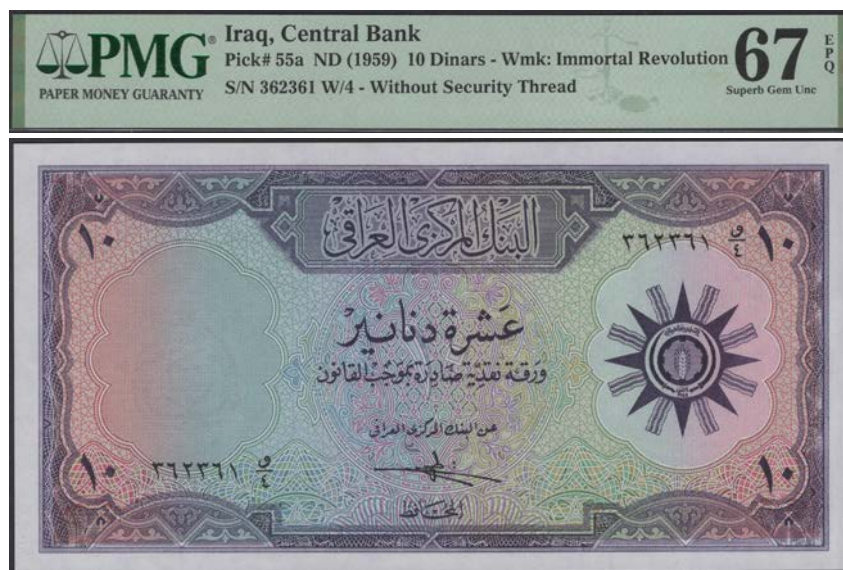 PMG®
PAPER MONEY GUARANTY
Iraq, Central Bank
Pick# 55a ND (1959) 10 Dinars - Wmk: Immortal Revolution
S/N 362361 W/4 - Without Security Thread
67
EPQ
Superb Gem Unc
البنك المركزي العراقي
١٠
٣٦٢٣٦١ و/٤
١٠
عشرة دنانير
ورقة نقدية صادرة بموجب القانون
عن البنك المركزي العراقي
١٠
٣٦٢٣٦١ و/٤
١٠
المحافظ